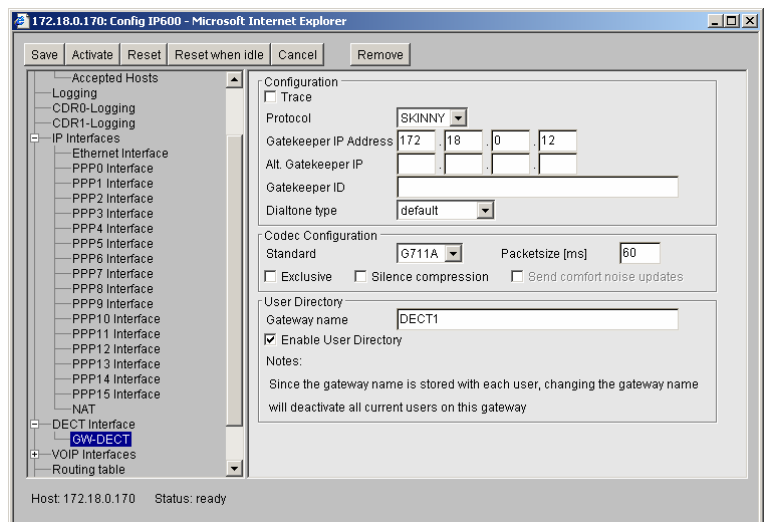 172.18.0.170: Config IP600 - Microsoft Internet Explorer
Save Activate Reset Reset when idle Cancel Remove
Accepted Hosts
Logging
CDR0-Logging
CDR1-Logging
IP Interfaces
Ethernet Interface
PPP0 Interface
PPP1 Interface
PPP2 Interface
PPP3 Interface
PPP4 Interface
PPP5 Interface
PPP6 Interface
PPP7 Interface
PPP8 Interface
PPP9 Interface
PPP10 Interface
PPP11 Interface
PPP12 Interface
PPP13 Interface
PPP14 Interface
PPP15 Interface
NAT
DECT Interface
GW-DECT
VOIP Interfaces
Routing table
Configuration
Trace
Protocol SKINNY
Gatekeeper IP Address 172 . 18 . 0 . 12
Alt. Gatekeeper IP . . .
Gatekeeper ID
Dialtone type default
Codec Configuration
Standard G711A Packetsize [ms] 60
Exclusive Silence compression Send comfort noise updates
User Directory
Gateway name DECT1
Enable User Directory
Notes:
Since the gateway name is stored with each user, changing the gateway name
will deactivate all current users on this gateway
Host: 172.18.0.170 Status: ready